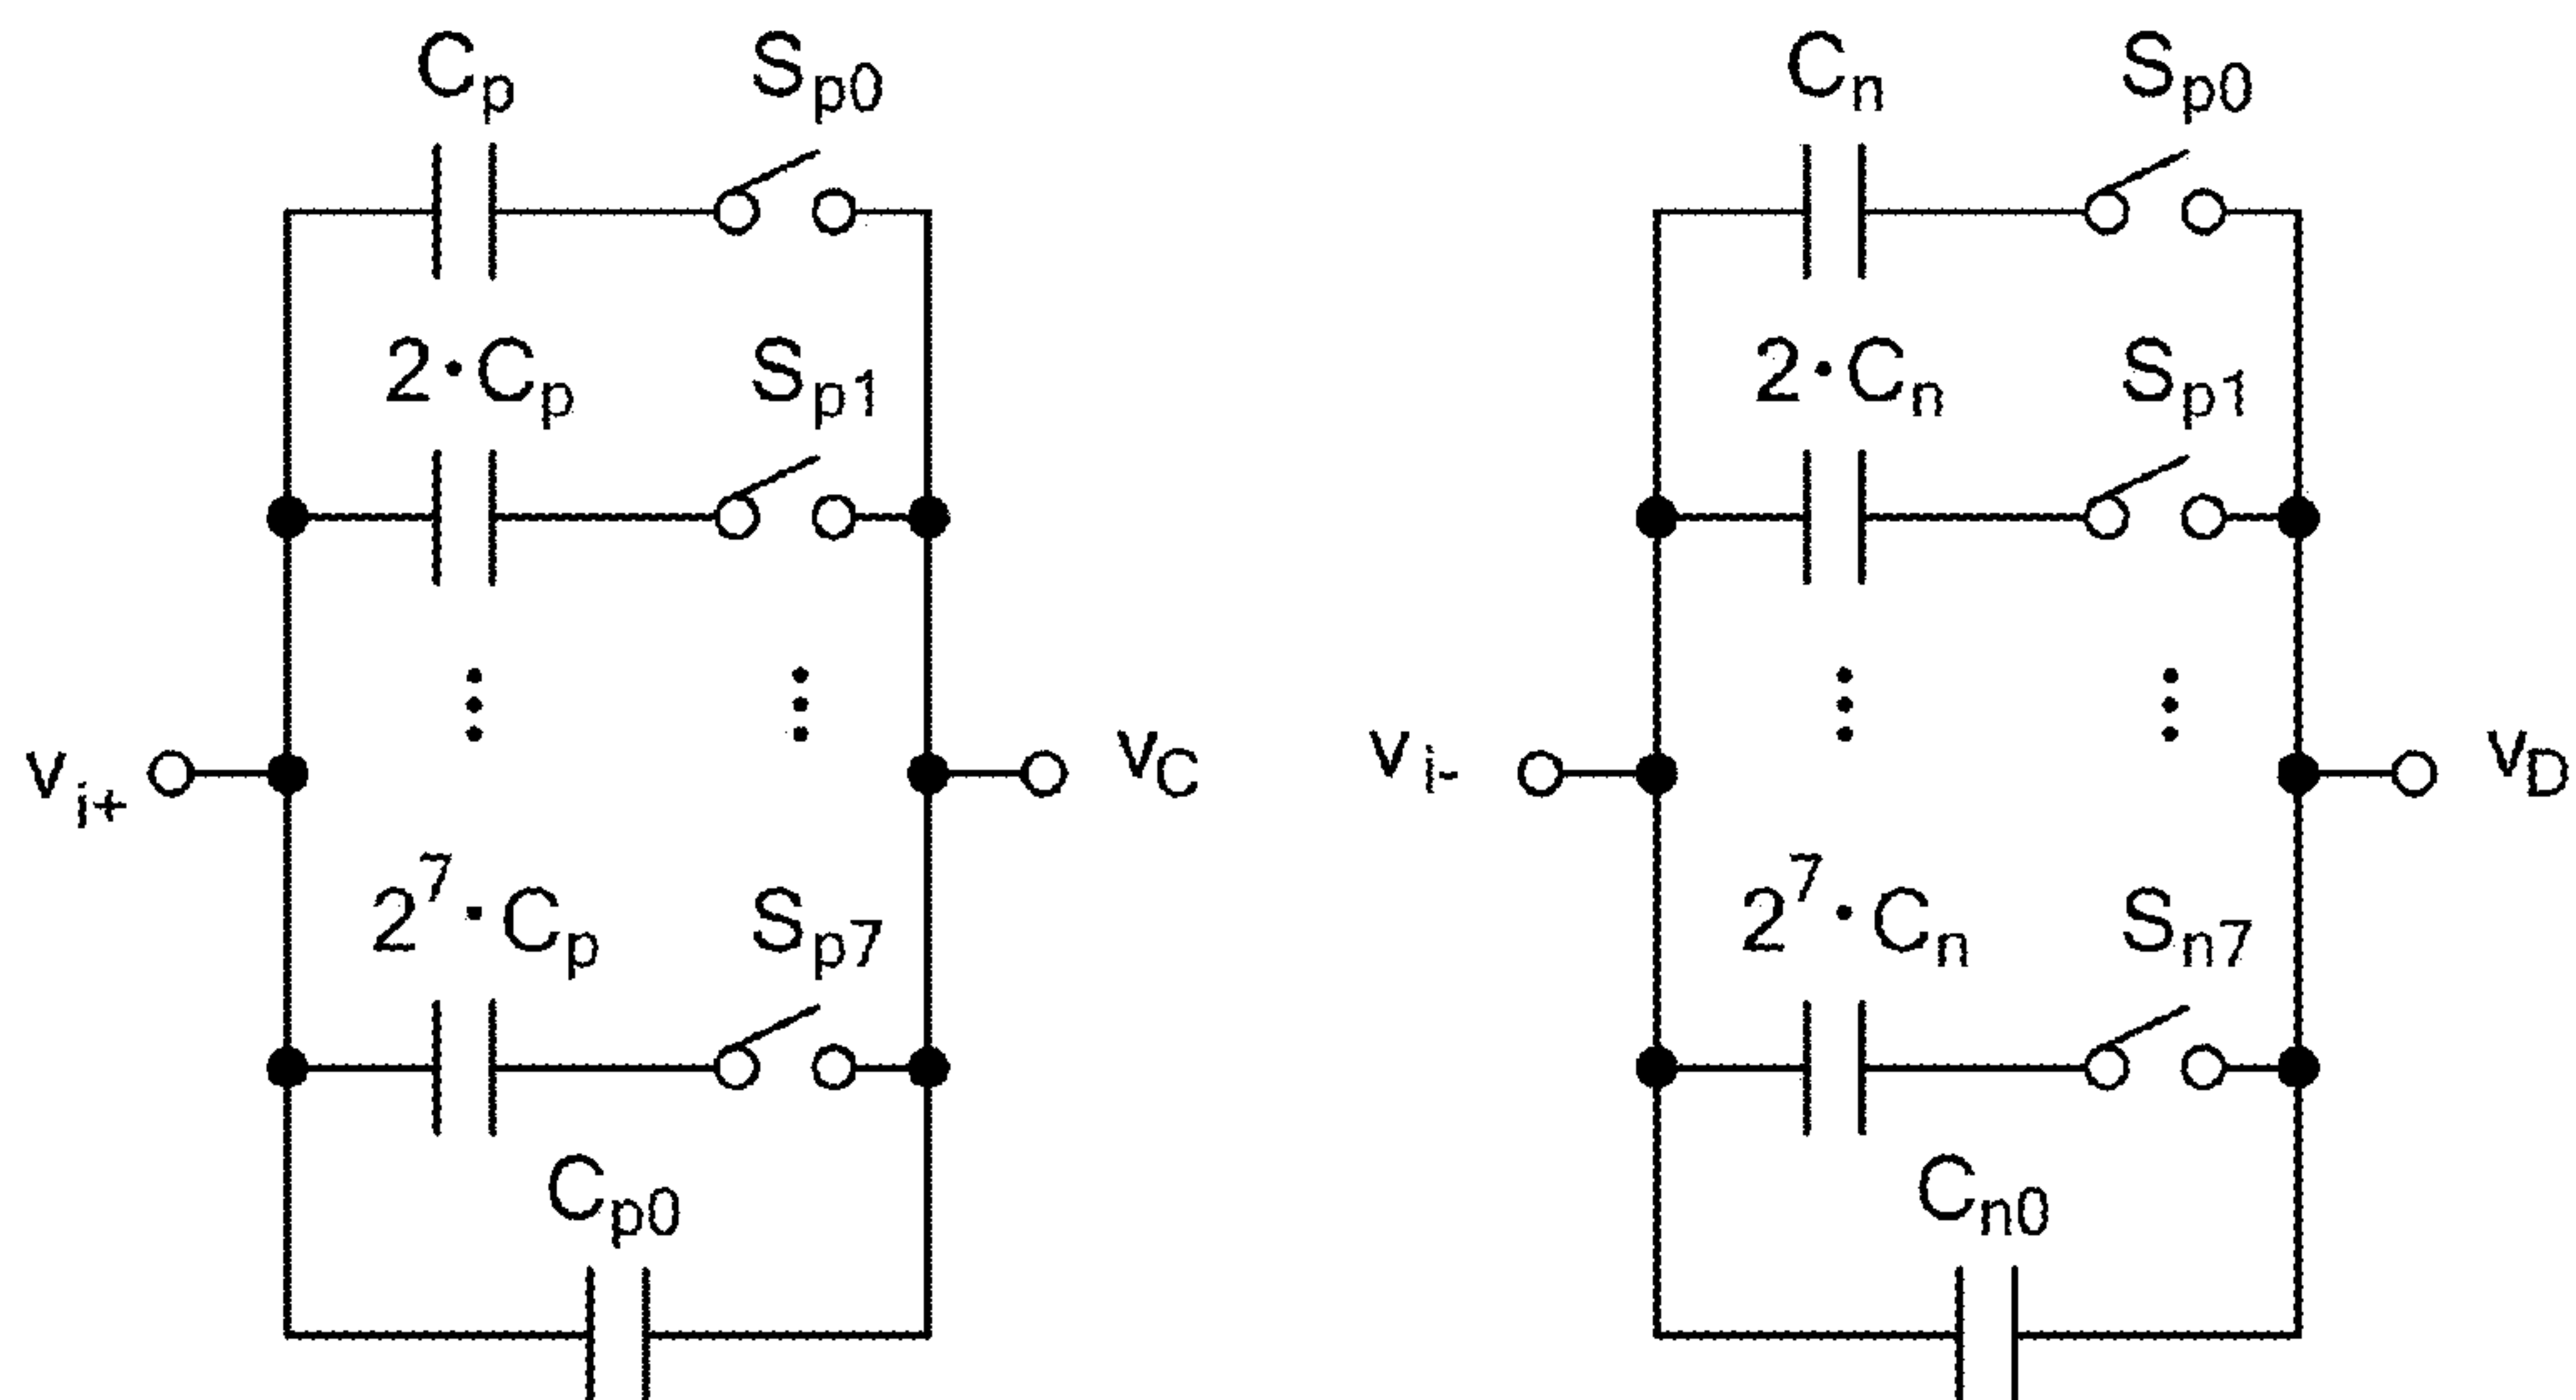 Cp Sp0
2·Cp Sp1
vi+ vC
2^7·Cp Sp7
Cp0
Cn Sp0
2·Cn Sp1
vi- vD
2^7·Cn Sn7
Cn0